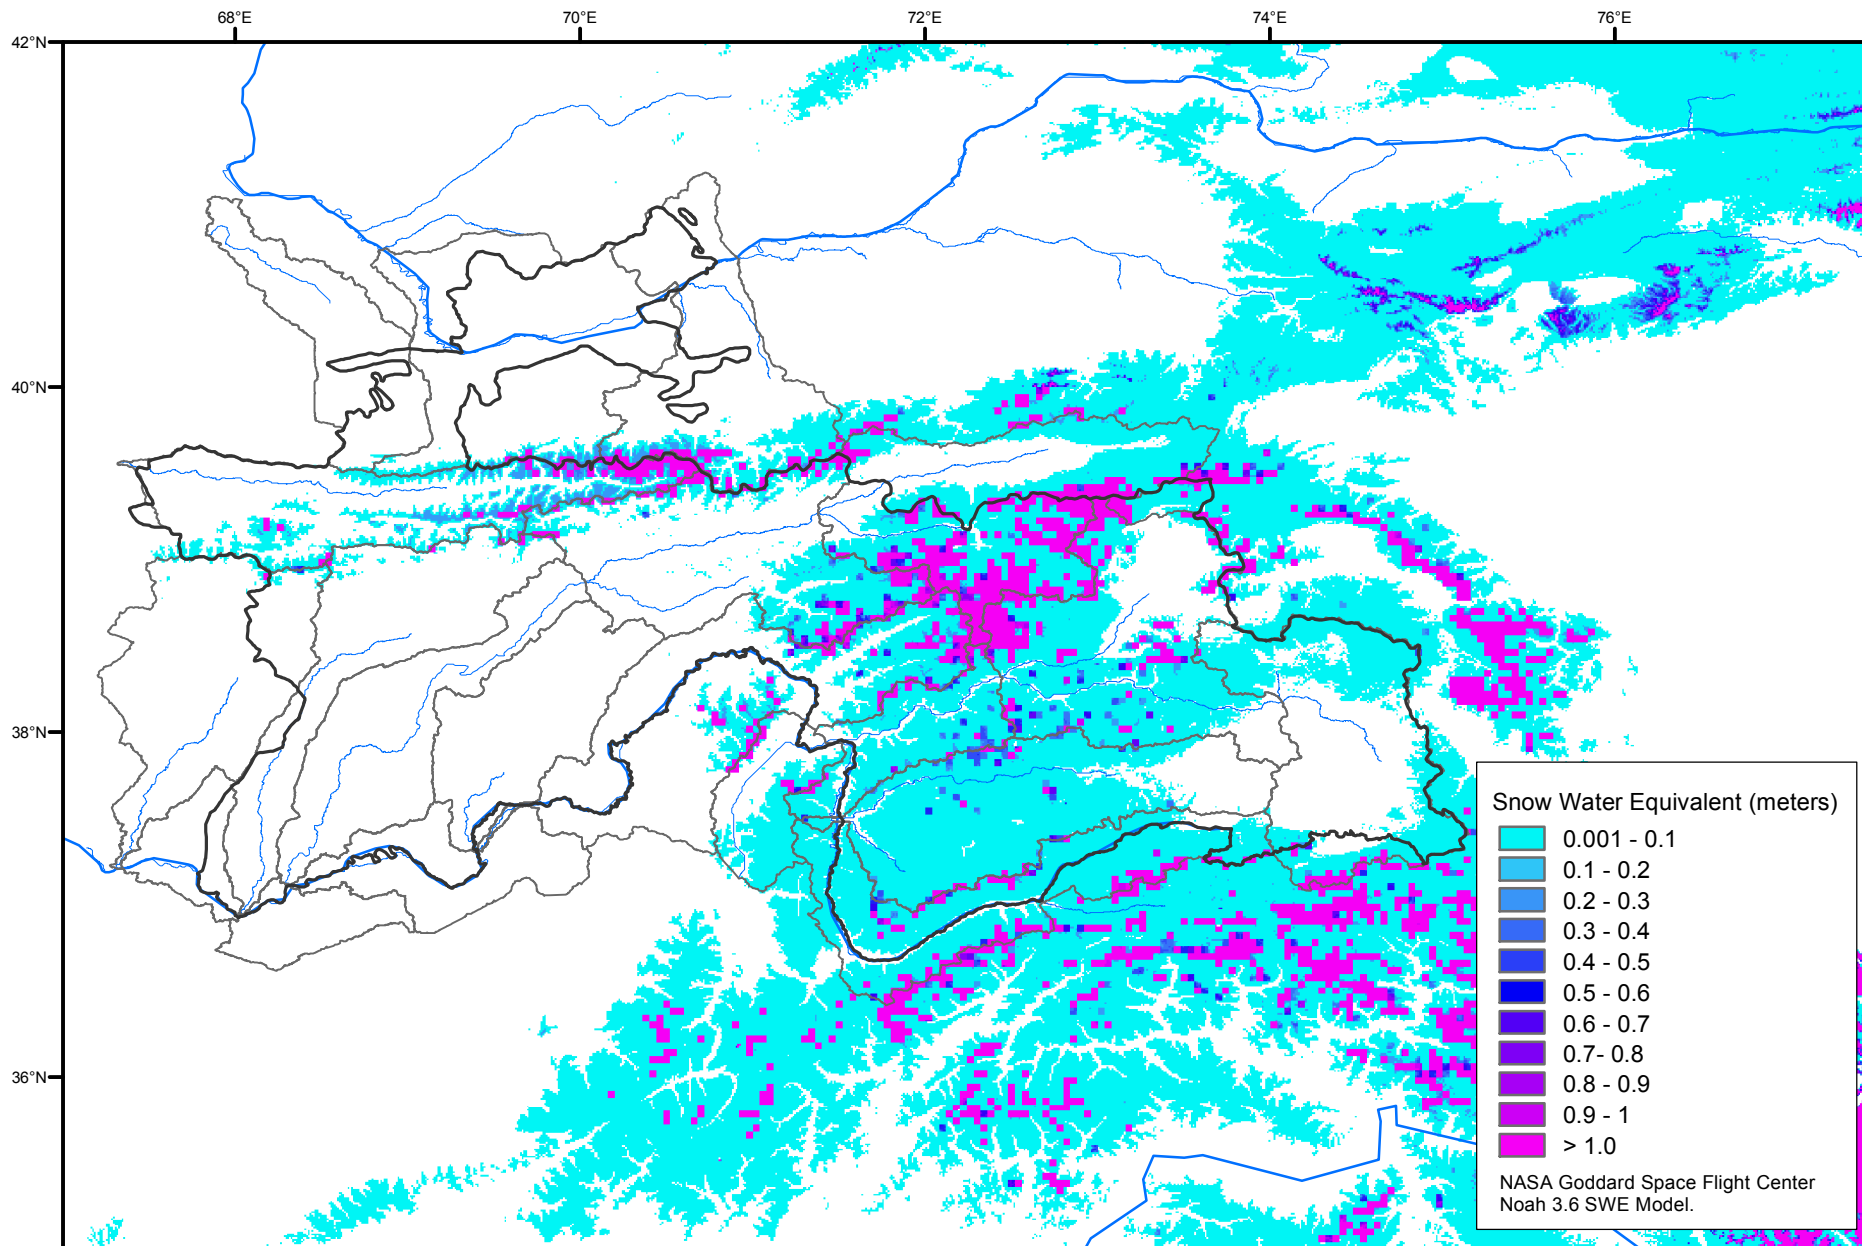 68°E 70°E 72°E 74°E 76°E
42°N
40°N
38°N
36°N
Snow Water Equivalent (meters)
0.001 - 0.1
0.1 - 0.2
0.2 - 0.3
0.3 - 0.4
0.4 - 0.5
0.5 - 0.6
0.6 - 0.7
0.7- 0.8
0.8 - 0.9
0.9 - 1
> 1.0
NASA Goddard Space Flight Center
Noah 3.6 SWE Model.